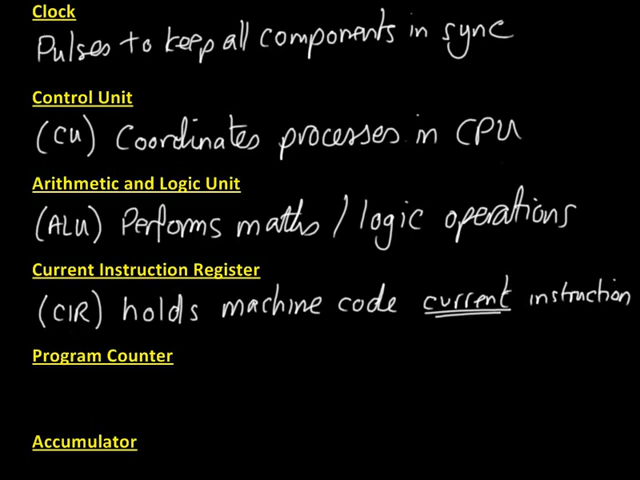 Clock
Pulses to keep all components in sync
Control Unit
(CU) Coordinates processes in CPU
Arithmetic and Logic Unit
(ALU) Performs maths / logic operations
Current Instruction Register
(CIR) holds machine code current instruction
Program Counter
Accumulator